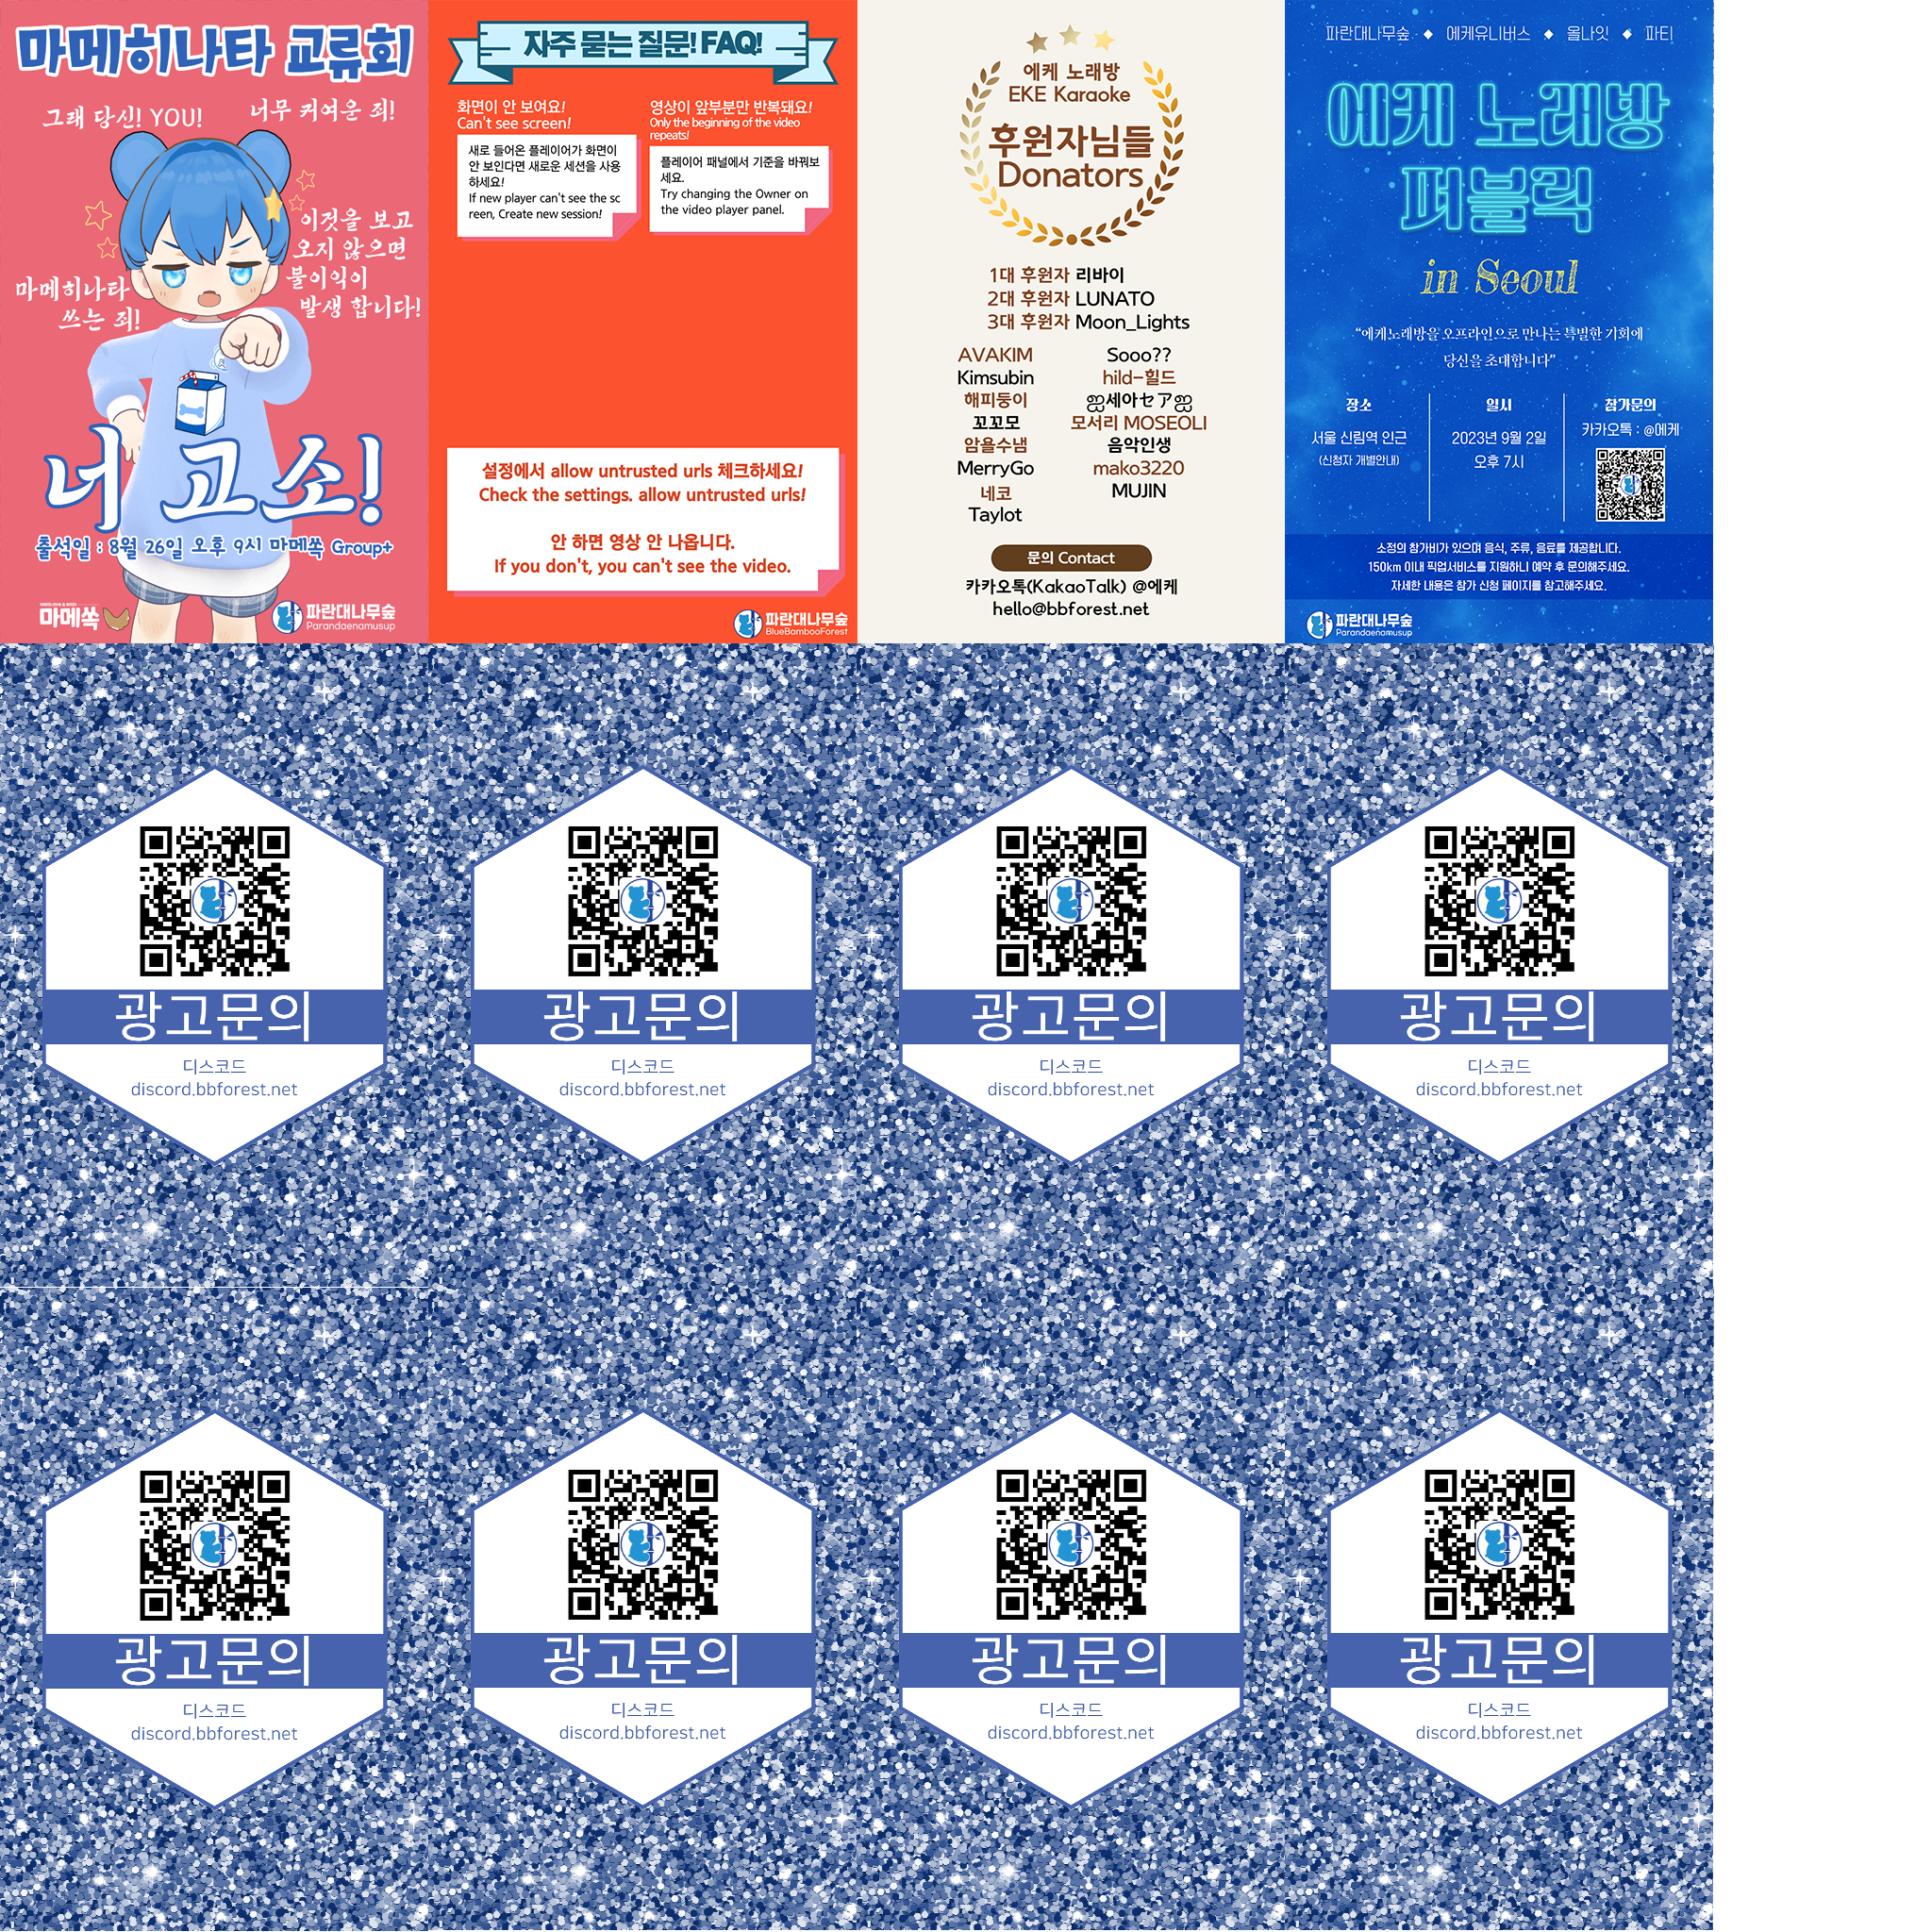 마메히나타 교류회
그래 당신! YOU!
너무 커여운 죄!
이것을 보고
오지 않으면
불이익이
발생 합니다!
마메히나타
쓰는 죄!
너 고소!
출석일 : 8월 26일 오후 9시 마메쏙 Group+
마메쏙
파란대나무숲
Parandaenamusup
자주 묻는 질문! FAQ!
화면이 안 보여요!
Can't see screen!
새로 들어온 플레이어가 화면이
안 보인다면 새로운 세션을 사용
하세요!
If new player can't see the sc
reen, Create new session!
영상이 앞부분만 반복돼요!
Only the beginning of the video
repeats!
플레이어 패널에서 기준을 바꿔보
세요.
Try changing the Owner on
the video player panel.
설정에서 allow untrusted urls 체크하세요!
Check the settings. allow untrusted urls!
안 하면 영상 안 나옵니다.
If you don't, you can't see the video.
파란대나무숲
BlueBambooForest
에케 노래방
EKE Karaoke
후원자님들
Donators
1대 후원자 리바이
2대 후원자 LUNATO
3대 후원자 Moon_Lights
AVAKIM
Kimsubin
해피둥이
꼬꼬모
암욜수냄
MerryGo
네코
Taylot
Sooo??
hild-힐드
ஐ세아セアஐ
모서리 MOSEOLI
음악인생
mako3220
MUJIN
문의 Contact
카카오톡(KakaoTalk) @에케
hello@bbforest.net
파란대나무숲 ◆ 에케유니버스 ◆ 올나잇 ◆ 파티
에케 노래방
퍼블릭
in Seoul
“에케노래방을 오프라인으로 만나는 특별한 기회에
당신을 초대합니다”
장소
서울 신림역 인근
(신청자 개별안내)
일시
2023년 9월 2일
오후 7시
참가문의
카카오톡 : @에케
소정의 참가비가 있으며 음식, 주류, 음료를 제공합니다.
150km 이내 픽업서비스를 지원하니 예약 후 문의해주세요.
자세한 내용은 참가 신청 페이지를 참고해주세요.
파란대나무숲
Parandaenamusup
광고문의
디스코드
discord.bbforest.net
광고문의
디스코드
discord.bbforest.net
광고문의
디스코드
discord.bbforest.net
광고문의
디스코드
discord.bbforest.net
광고문의
디스코드
discord.bbforest.net
광고문의
디스코드
discord.bbforest.net
광고문의
디스코드
discord.bbforest.net
광고문의
디스코드
discord.bbforest.net